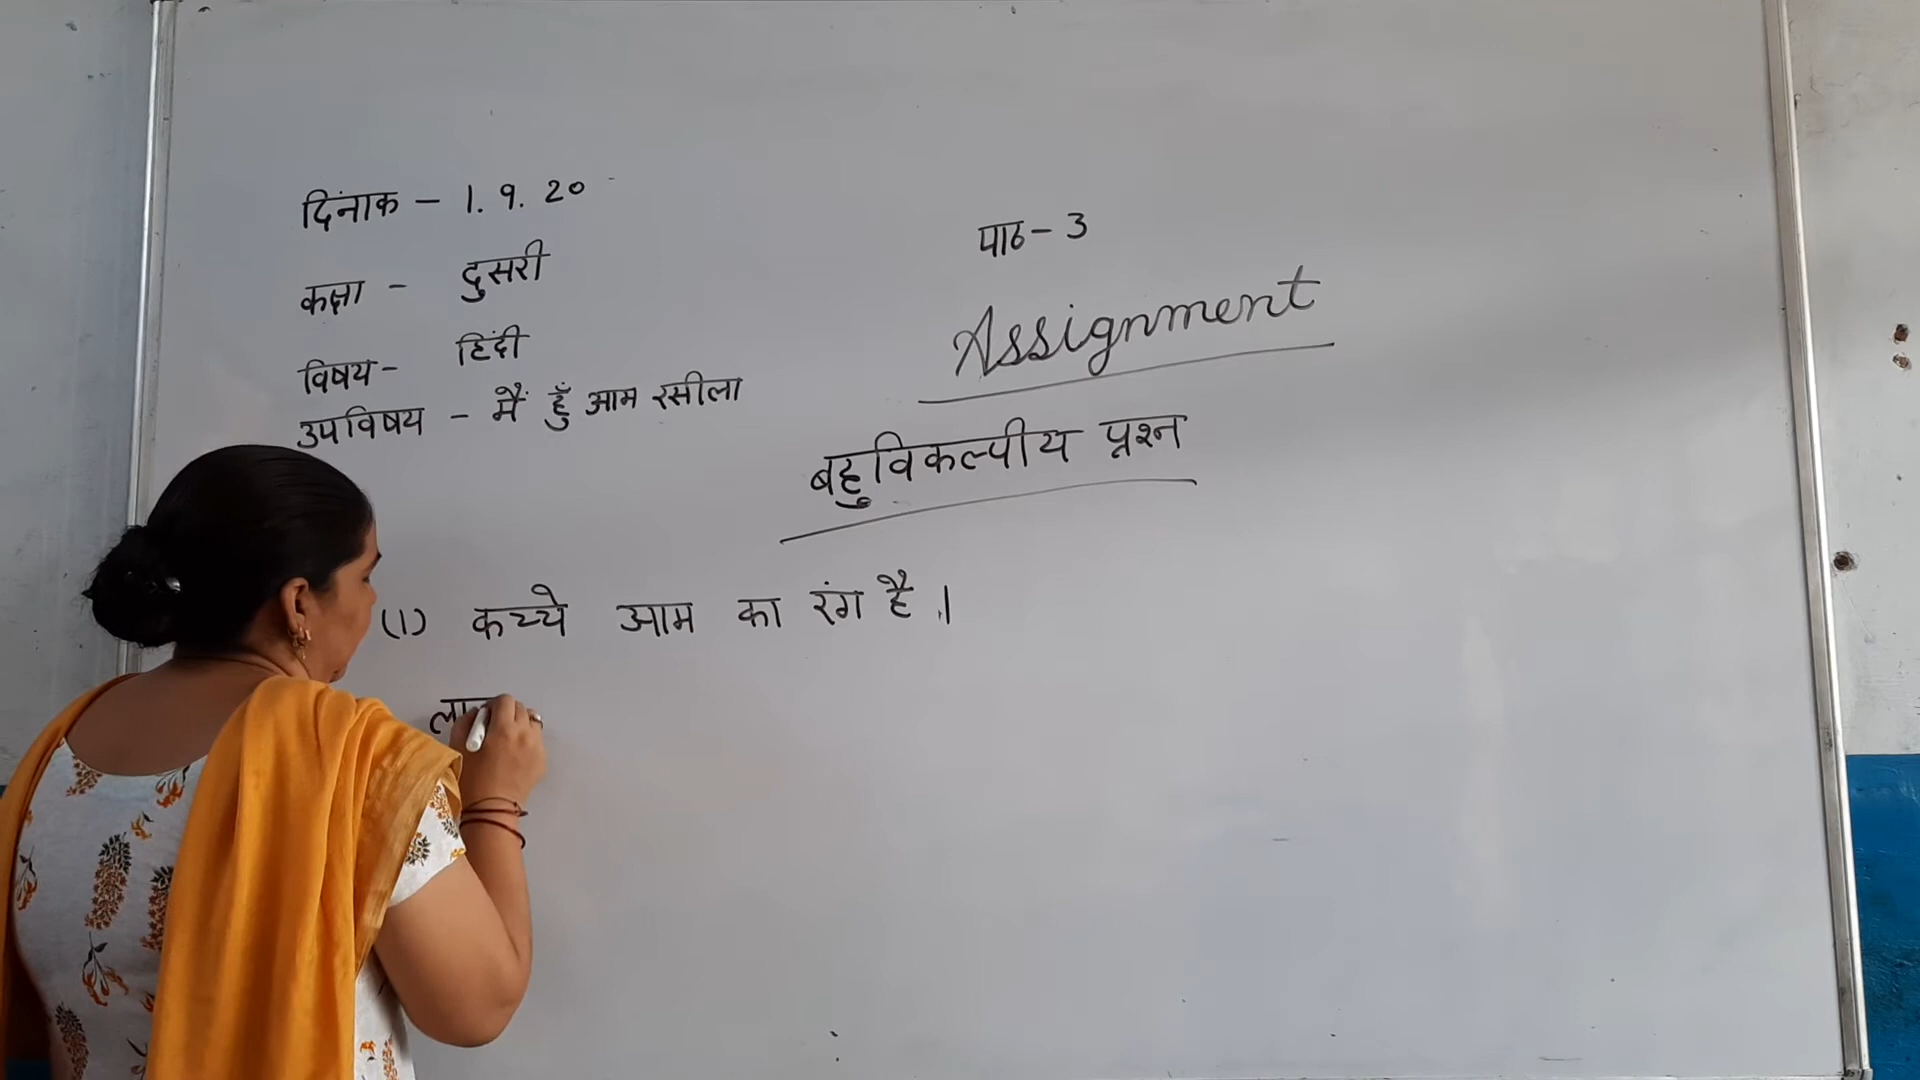 दिंनाक – 1. 9. 20
कक्षा - दुसरी
विषय- हिंदी
उपविषय - मैं हुँ आम रसीला
पाठ- 3
Assignment
बहुविकल्पीय प्रश्न
(1) कच्चे आम का रंग है ।